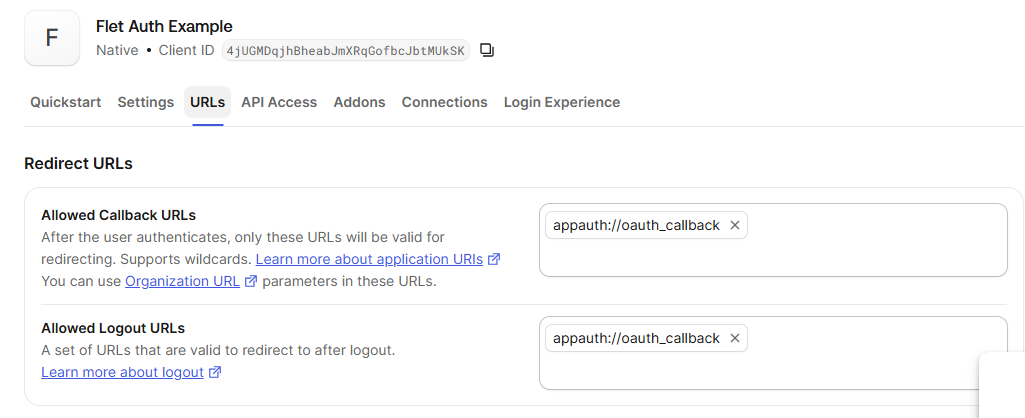 F
Flet Auth Example
Native • Client ID 4jUGMDqjhBheabJmXRqGofbcJbtMUkSK
Quickstart Settings URLs API Access Addons Connections Login Experience
Redirect URLs
Allowed Callback URLs
After the user authenticates, only these URLs will be valid for
redirecting. Supports wildcards. Learn more about application URIs
You can use Organization URL parameters in these URLs.
appauth://oauth_callback
Allowed Logout URLs
A set of URLs that are valid to redirect to after logout.
Learn more about logout
appauth://oauth_callback